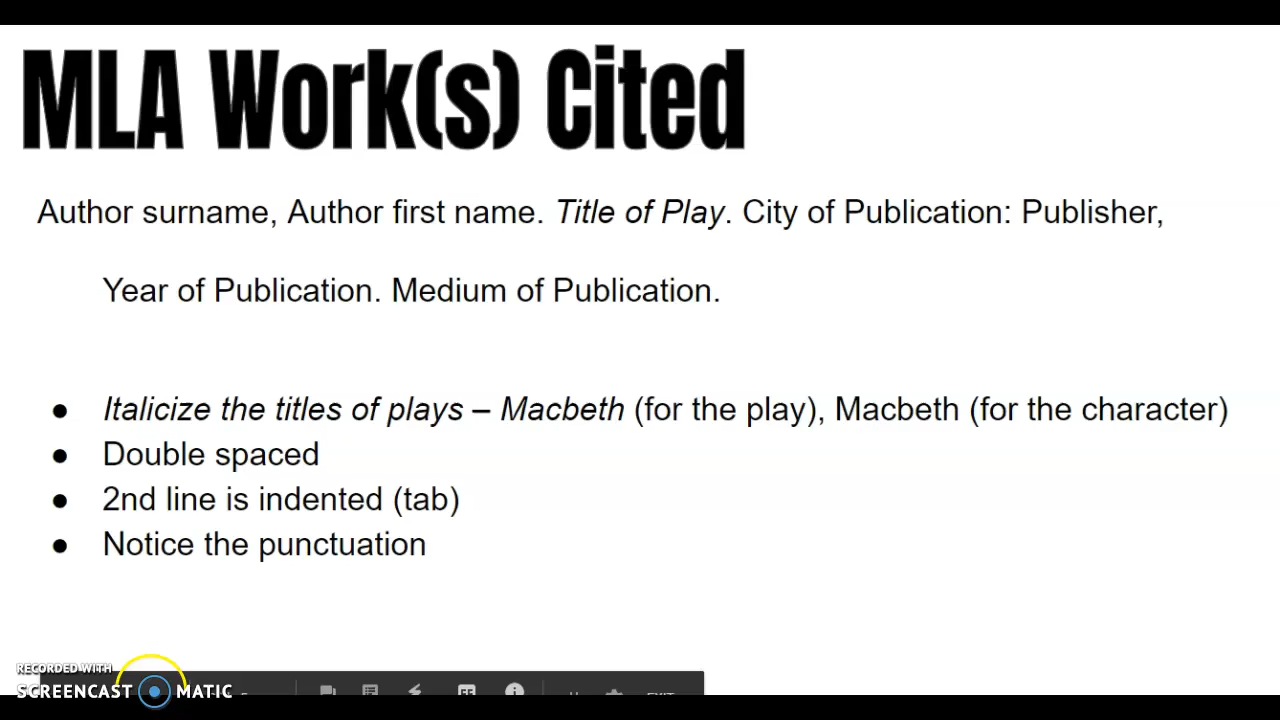 MLA Work(s) Cited
Author surname, Author first name. Title of Play. City of Publication: Publisher,
Year of Publication. Medium of Publication.
● Italicize the titles of plays – Macbeth (for the play), Macbeth (for the character)
● Double spaced
● 2nd line is indented (tab)
● Notice the punctuation
RECORDED WITH
SCREENCAST MATIC
EXIT